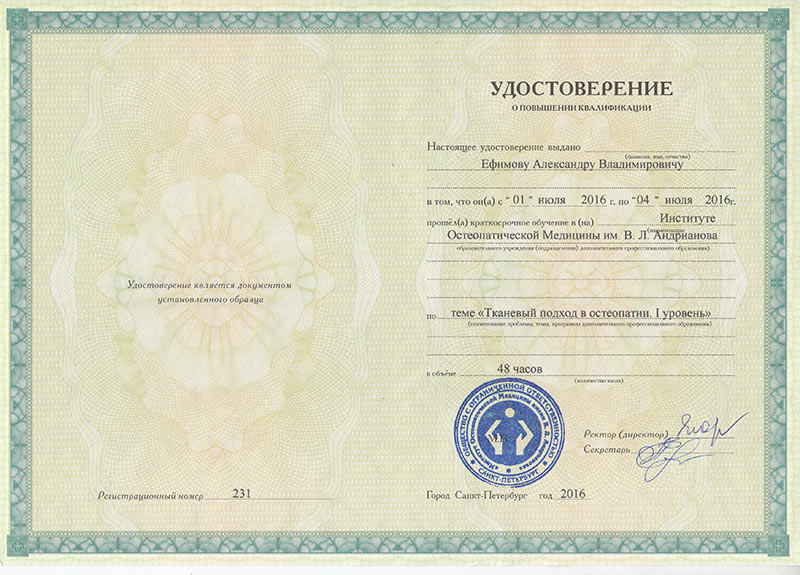 Удостоверение является документом
установленного образца
Регистрационный номер 231
УДОСТОВЕРЕНИЕ
О ПОВЫШЕНИИ КВАЛИФИКАЦИИ
Настоящее удостоверение выдано
(фамилия, имя, отчество)
Ефимову Александру Владимировичу
в том, что он(а) с "01" июля 2016 г. по "04" июля 2016г.
прошёл(а) краткосрочное обучение в (на) Институте
(наименование
Остеопатической Медицины им. В. Л. Андрианова
образовательного учреждения (подразделения) дополнительного профессионального образования)
по теме «Тканевый подход в остеопатии. I уровень»
(наименование проблемы, темы, программы дополнительного профессионального образования)
в объёме 48 часов
(количество часов)
ОБЩЕСТВО С ОГРАНИЧЕННОЙ ОТВЕТСТВЕННОСТЬЮ
«Институт Остеопатической Медицины имени В. Л. Андрианова»
САНКТ-ПЕТЕРБУРГ
М.П.
Ректор (директор)
Секретарь
Город Санкт-Петербург год 2016